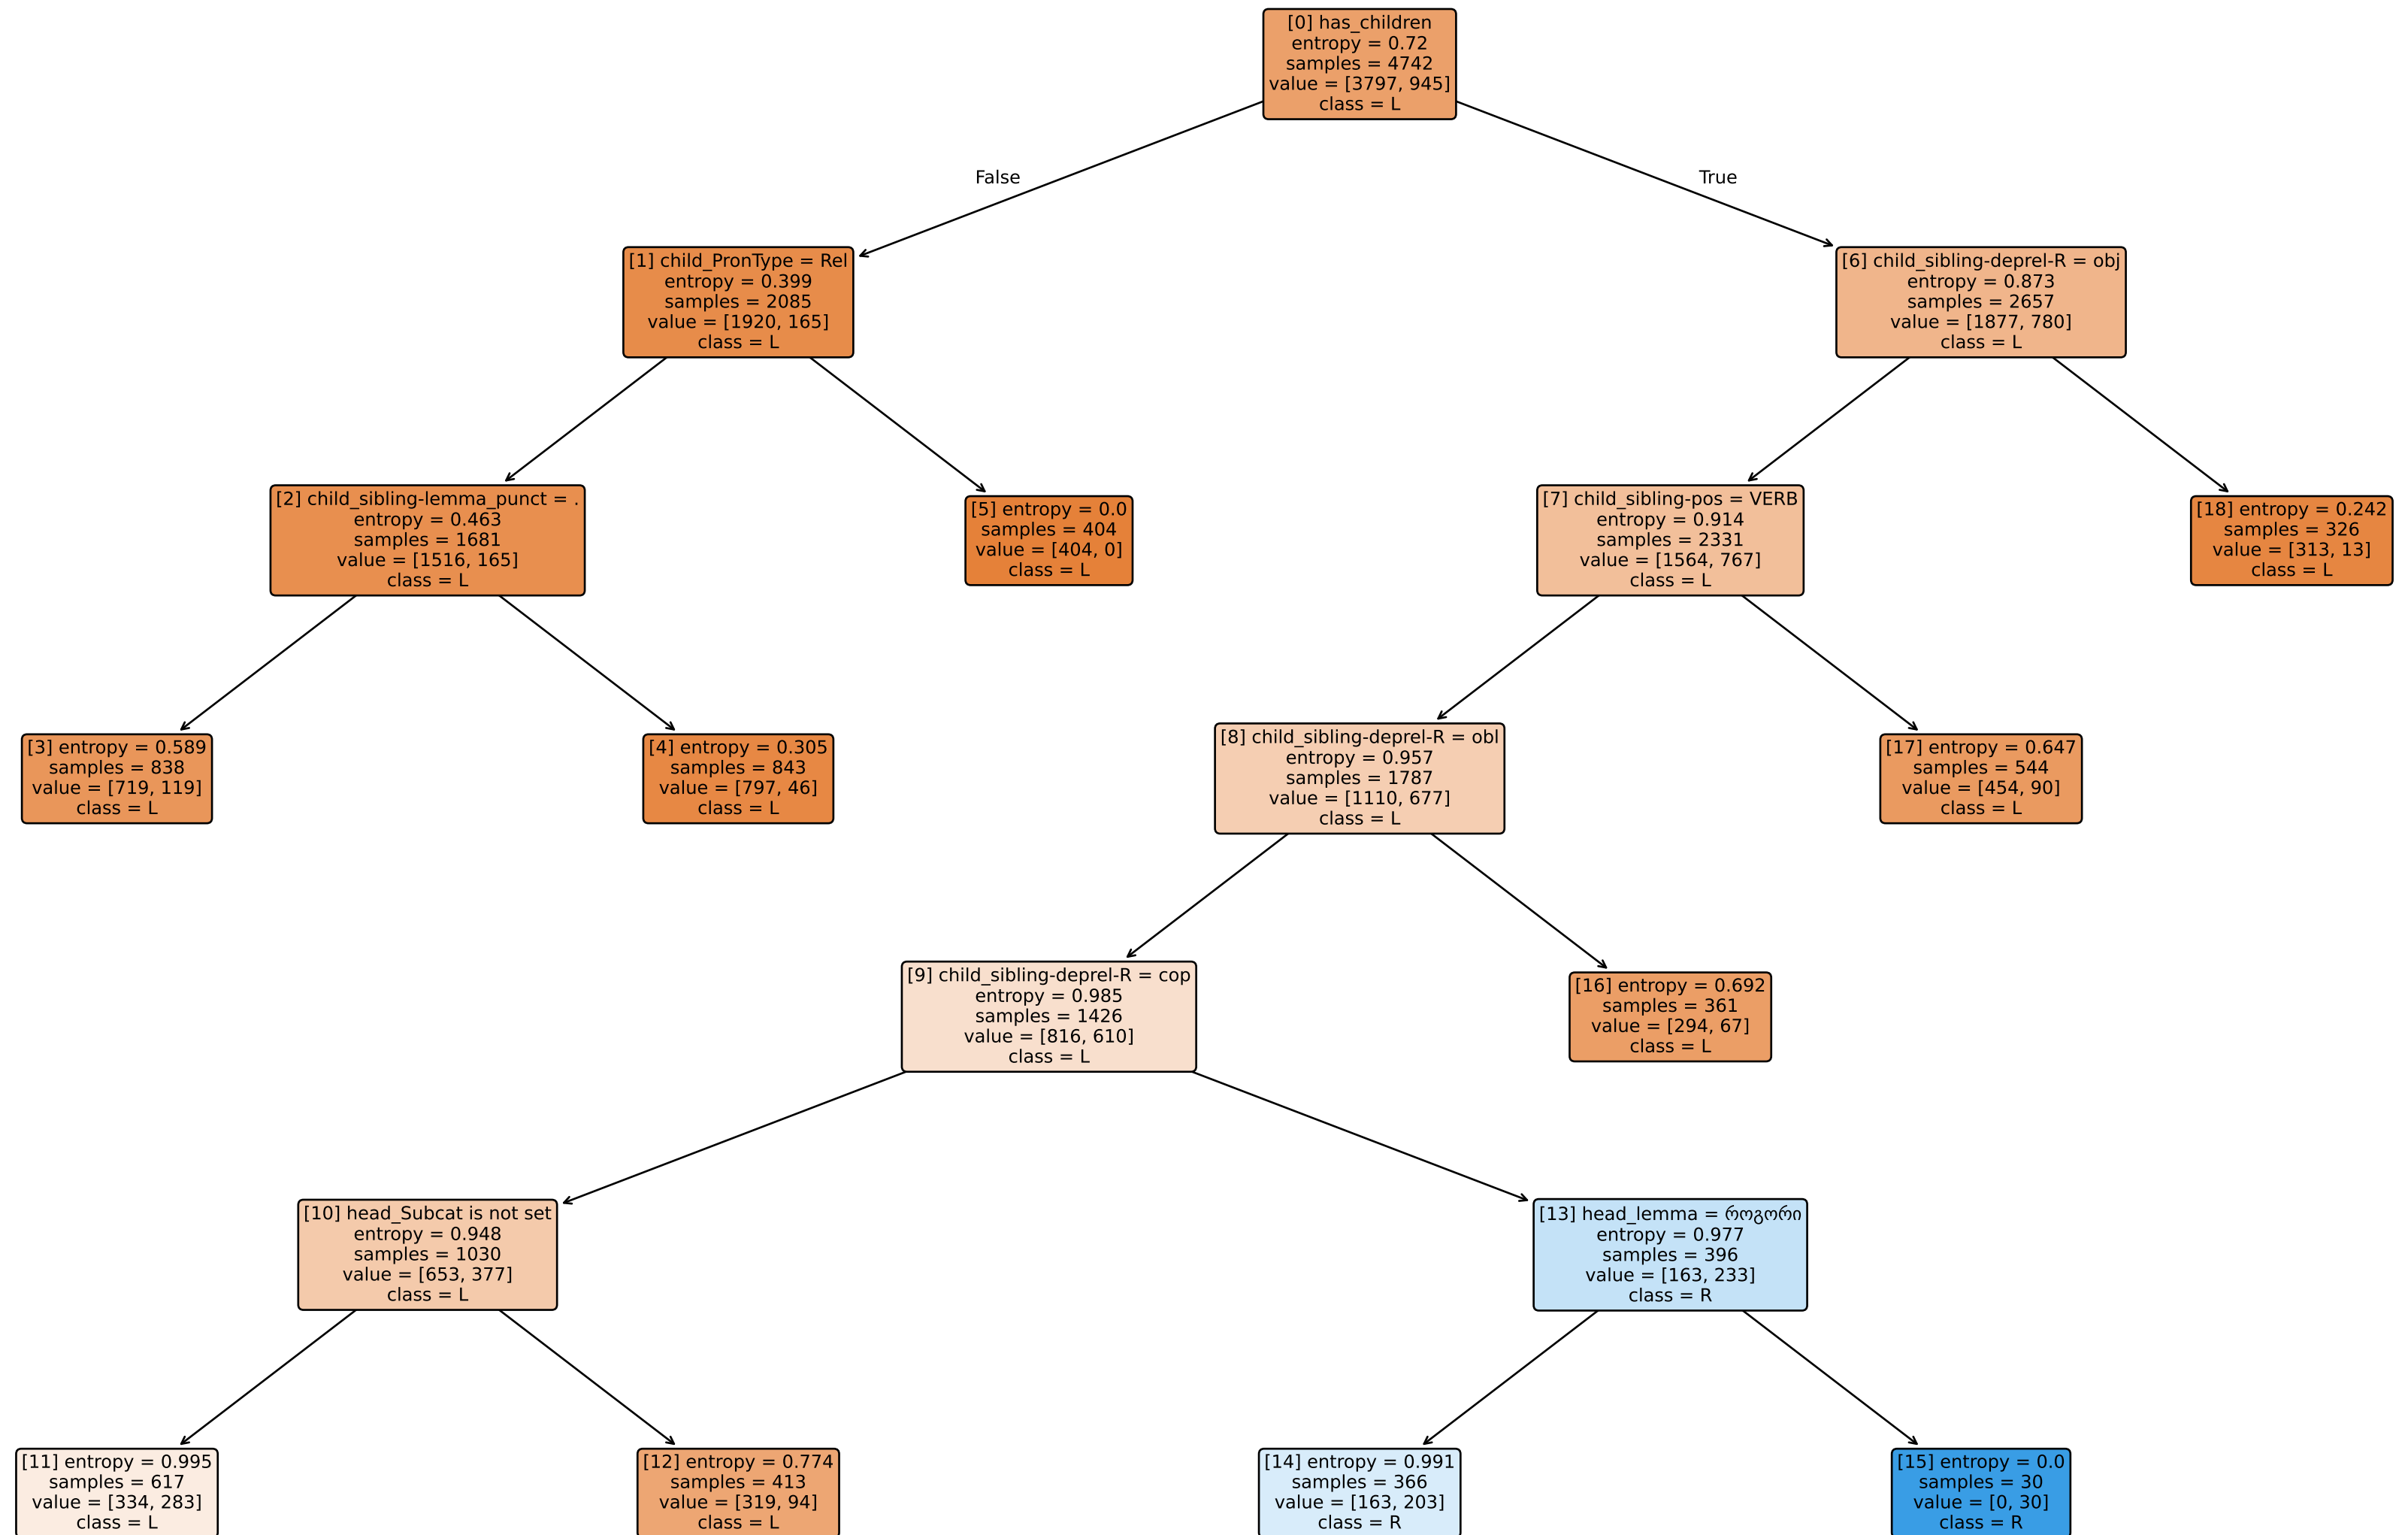 [0] has_children
entropy = 0.72
samples = 4742
value = [3797, 945]
class = L
False
True
[1] child_PronType = Rel
entropy = 0.399
samples = 2085
value = [1920, 165]
class = L
[6] child_sibling-deprel-R = obj
entropy = 0.873
samples = 2657
value = [1877, 780]
class = L
[2] child_sibling-lemma_punct = .
entropy = 0.463
samples = 1681
value = [1516, 165]
class = L
[5] entropy = 0.0
samples = 404
value = [404, 0]
class = L
[7] child_sibling-pos = VERB
entropy = 0.914
samples = 2331
value = [1564, 767]
class = L
[18] entropy = 0.242
samples = 326
value = [313, 13]
class = L
[3] entropy = 0.589
samples = 838
value = [719, 119]
class = L
[4] entropy = 0.305
samples = 843
value = [797, 46]
class = L
[8] child_sibling-deprel-R = obl
entropy = 0.957
samples = 1787
value = [1110, 677]
class = L
[17] entropy = 0.647
samples = 544
value = [454, 90]
class = L
[9] child_sibling-deprel-R = cop
entropy = 0.985
samples = 1426
value = [816, 610]
class = L
[16] entropy = 0.692
samples = 361
value = [294, 67]
class = L
[10] head_Subcat is not set
entropy = 0.948
samples = 1030
value = [653, 377]
class = L
[13] head_lemma = როგორი
entropy = 0.977
samples = 396
value = [163, 233]
class = R
[11] entropy = 0.995
samples = 617
value = [334, 283]
class = L
[12] entropy = 0.774
samples = 413
value = [319, 94]
class = L
[14] entropy = 0.991
samples = 366
value = [163, 203]
class = R
[15] entropy = 0.0
samples = 30
value = [0, 30]
class = R